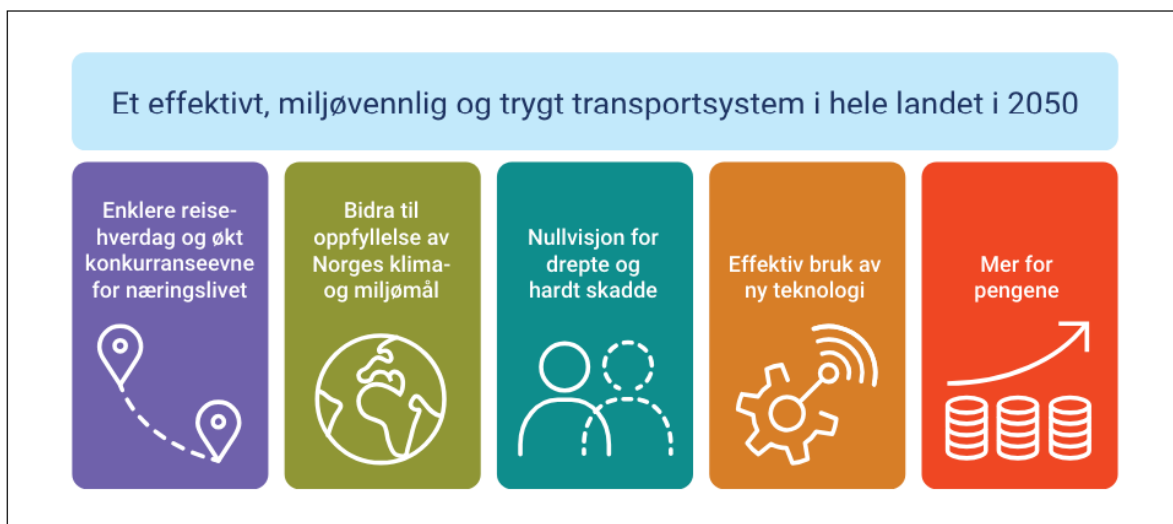 Et effektivt, miljøvennlig og trygt transportsystem i hele landet i 2050
Enklere reise-
hverdag og økt
konkurranseevne
for næringslivet
Bidra til
oppfyllelse av
Norges klima-
og miljømål
Nullvisjon for
drepte og
hardt skadde
Effektiv bruk av
ny teknologi
Mer for
pengene